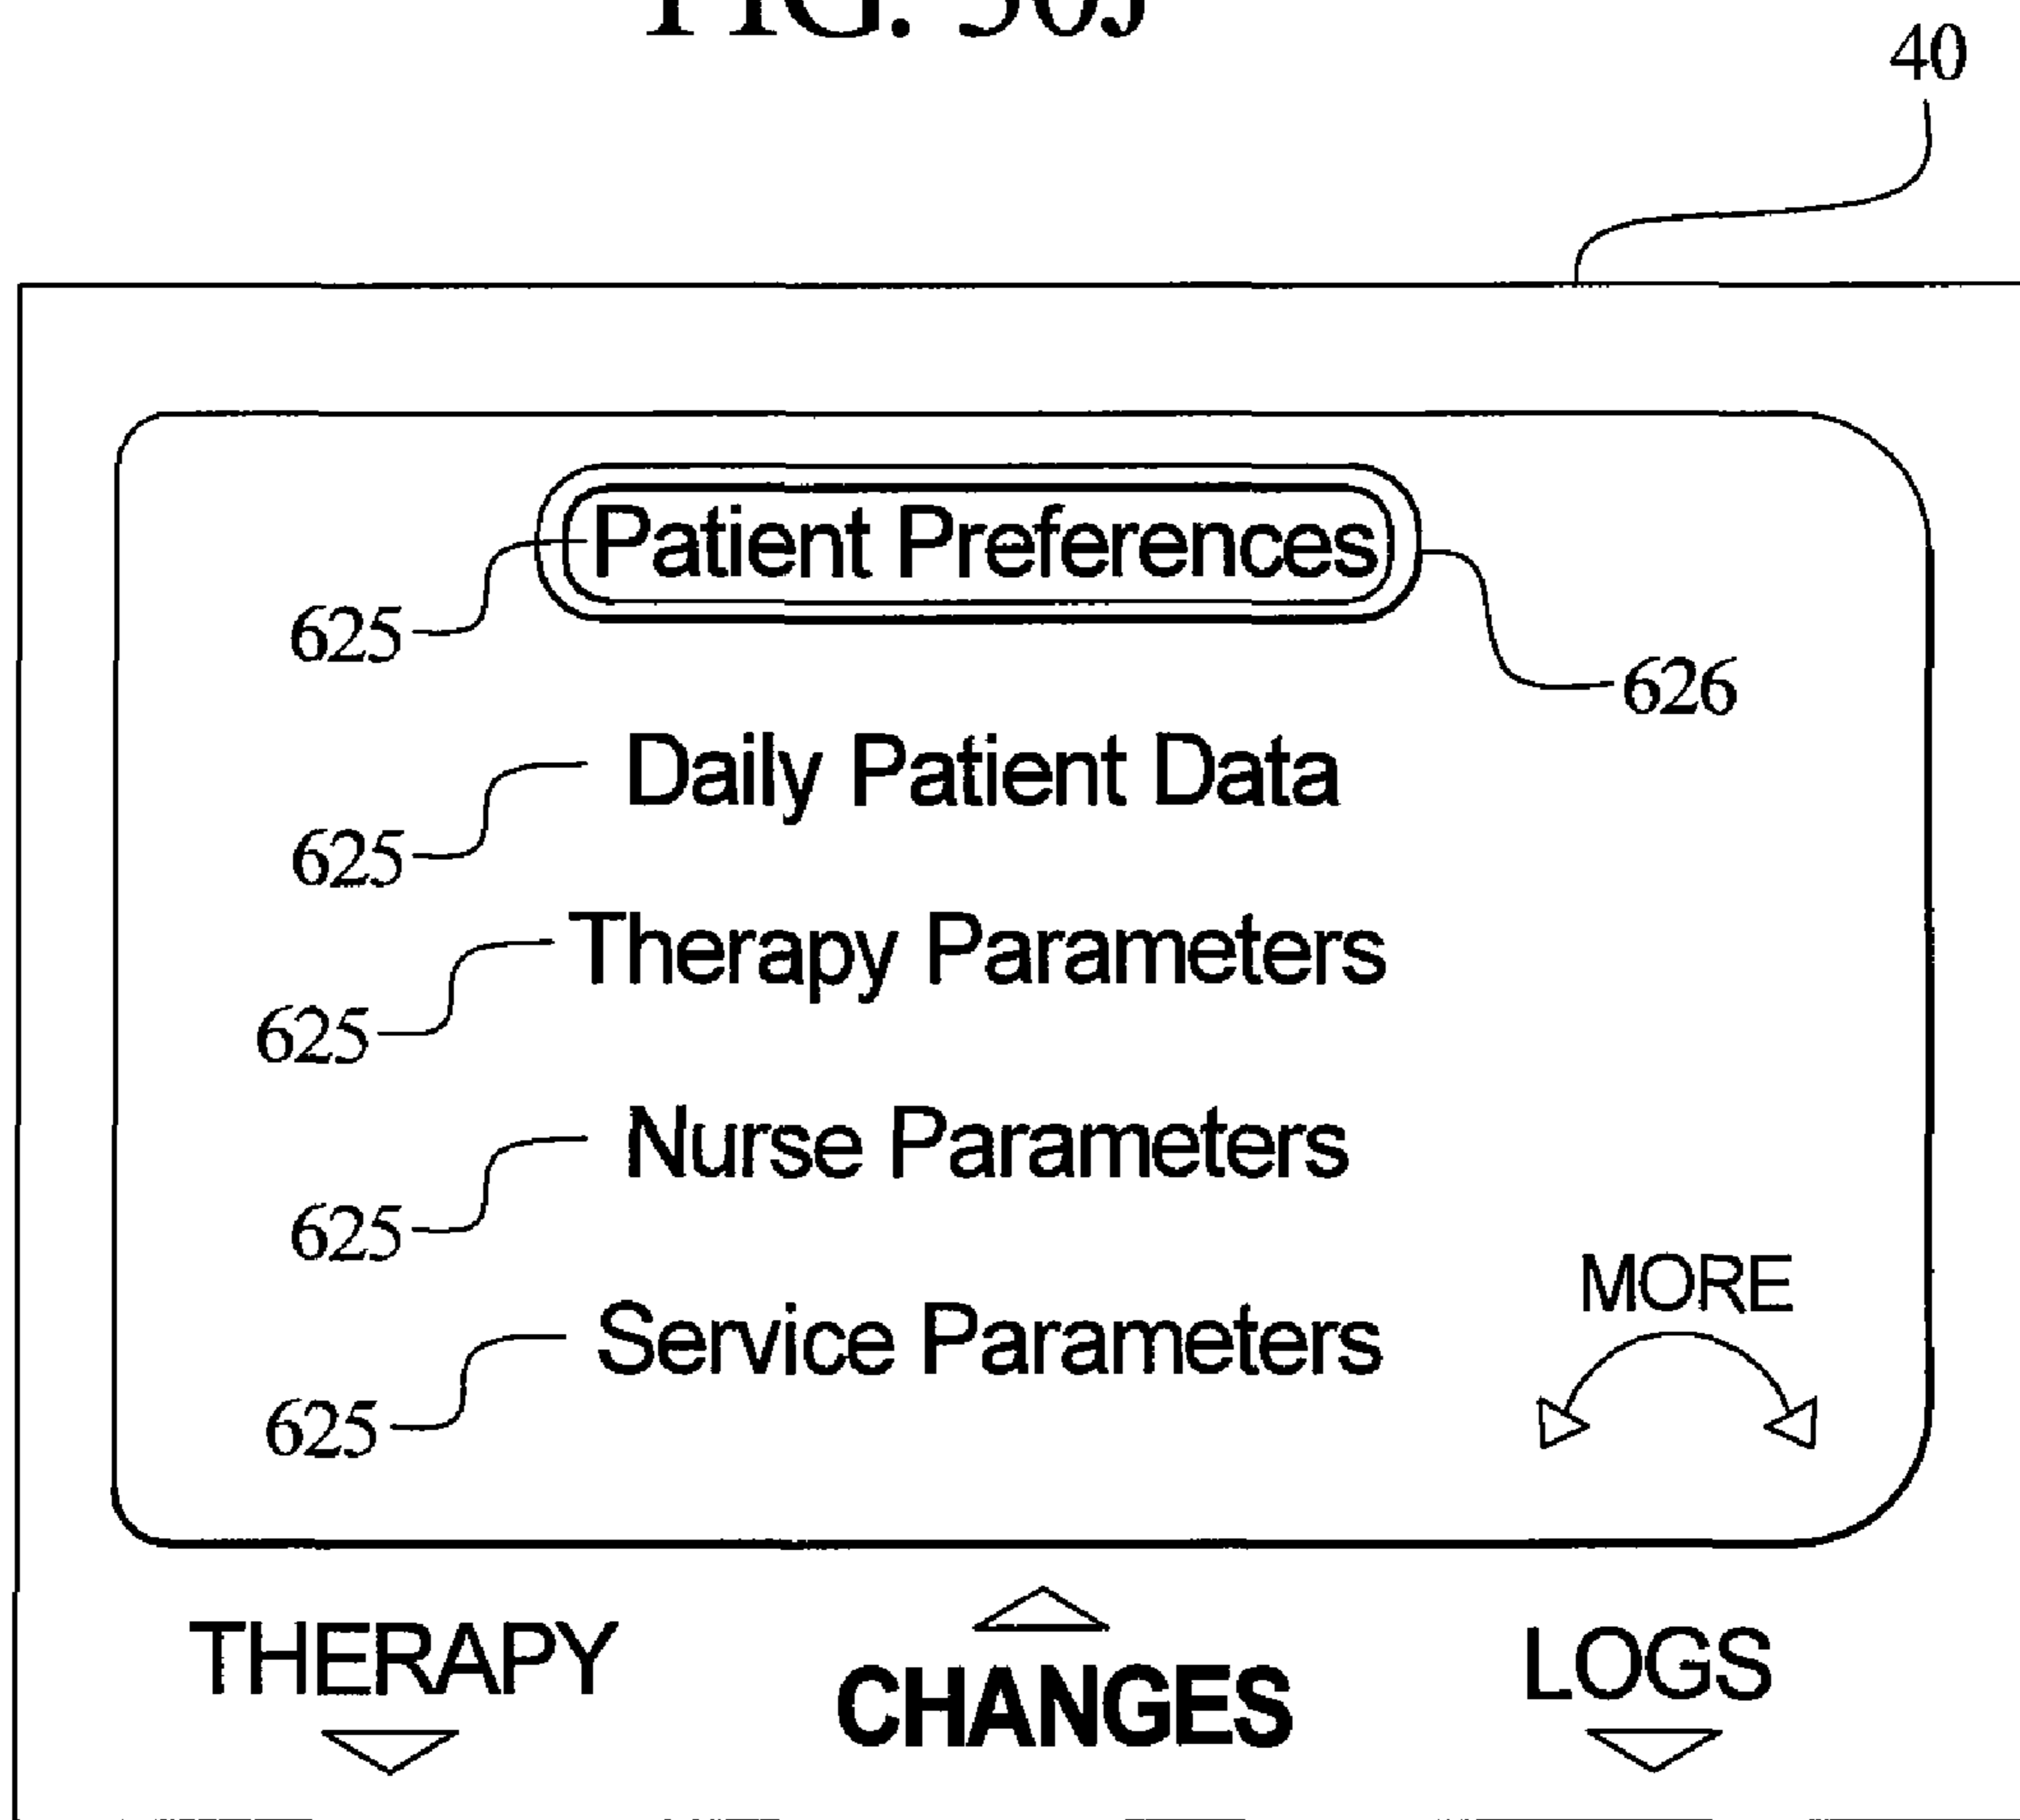 40
Patient Preferences
625
626
Daily Patient Data
625
Therapy Parameters
625
Nurse Parameters
625
MORE
Service Parameters
625
THERAPY
CHANGES
LOGS